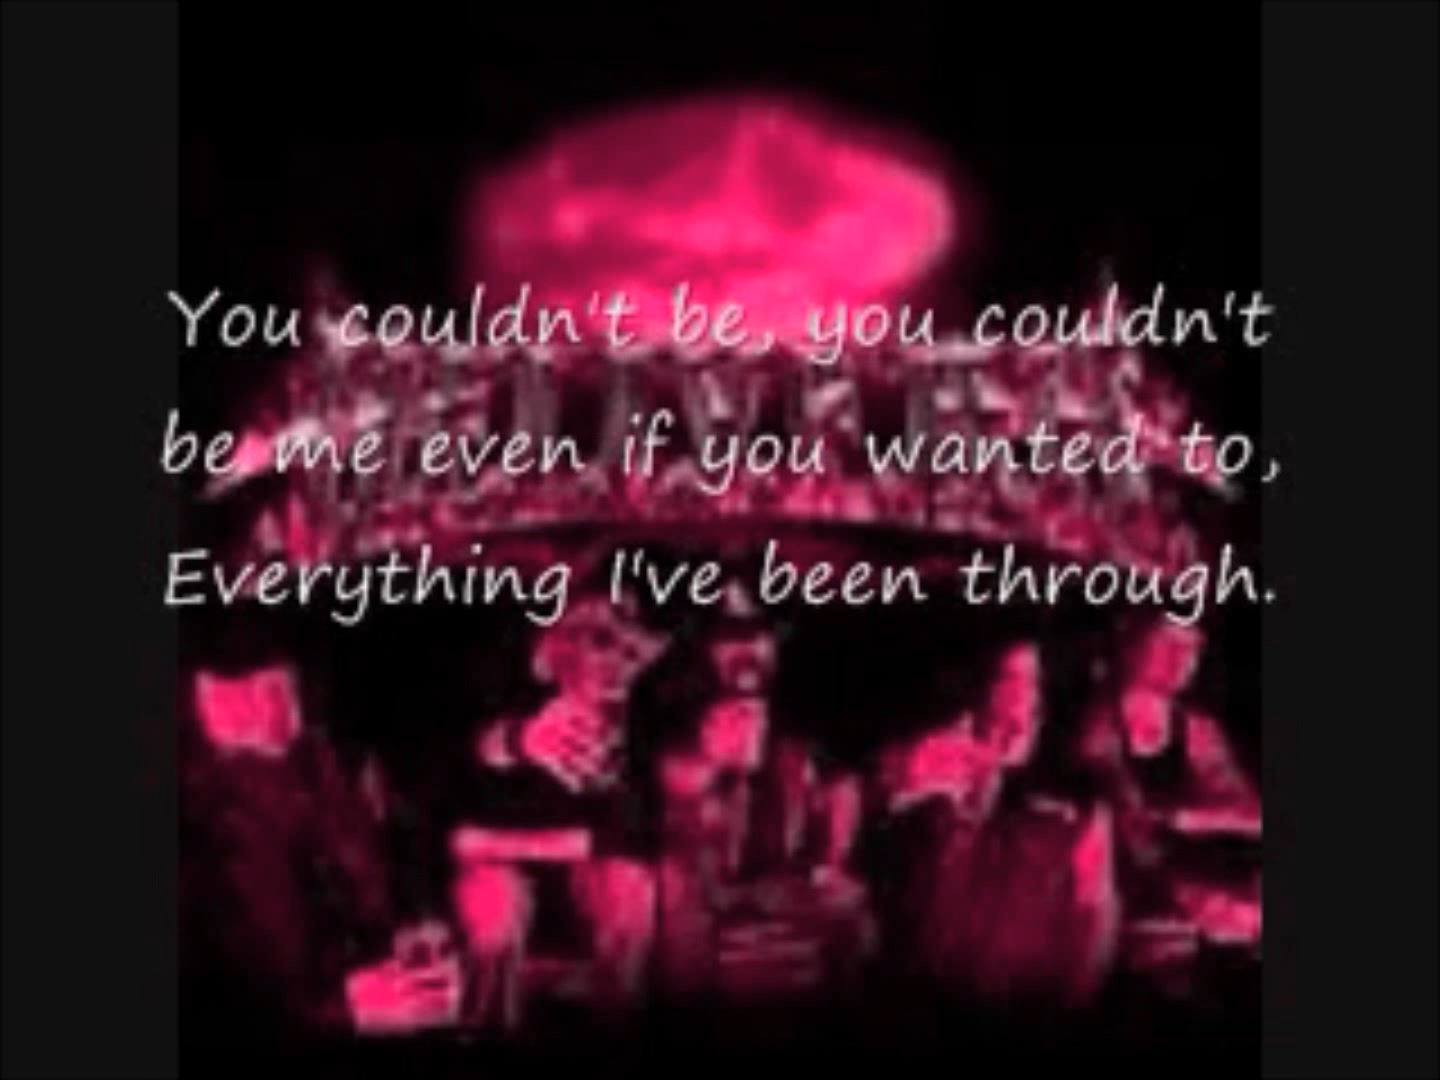 You couldn't be, you couldn't
be me even if you wanted to,
Everything I've been through.